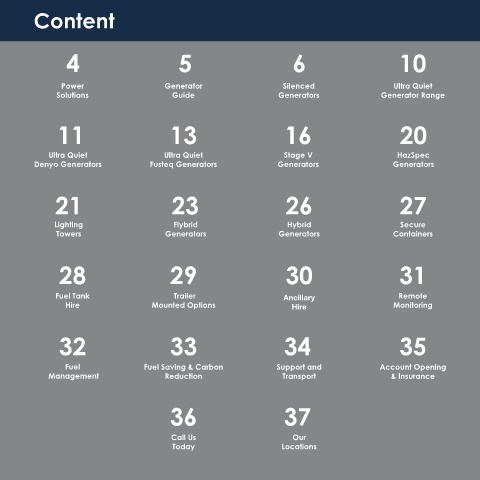 Content
4
Power
Solutions
5
Generator
Guide
6
Silenced
Generators
10
Ultra Quiet
Generator Range
11
Ultra Quiet
Denyo Generators
13
Ultra Quiet
Fusteq Generators
16
Stage V
Generators
20
HazSpec
Generators
21
Lighting
Towers
23
Flybrid
Generators
26
Hybrid
Generators
27
Secure
Containers
28
Fuel Tank
Hire
29
Trailer
Mounted Options
30
Ancillary
Hire
31
Remote
Monitoring
32
Fuel
Management
33
Fuel Saving & Carbon
Reduction
34
Support and
Transport
35
Account Opening
& Insurance
36
Call Us
Today
37
Our
Locations